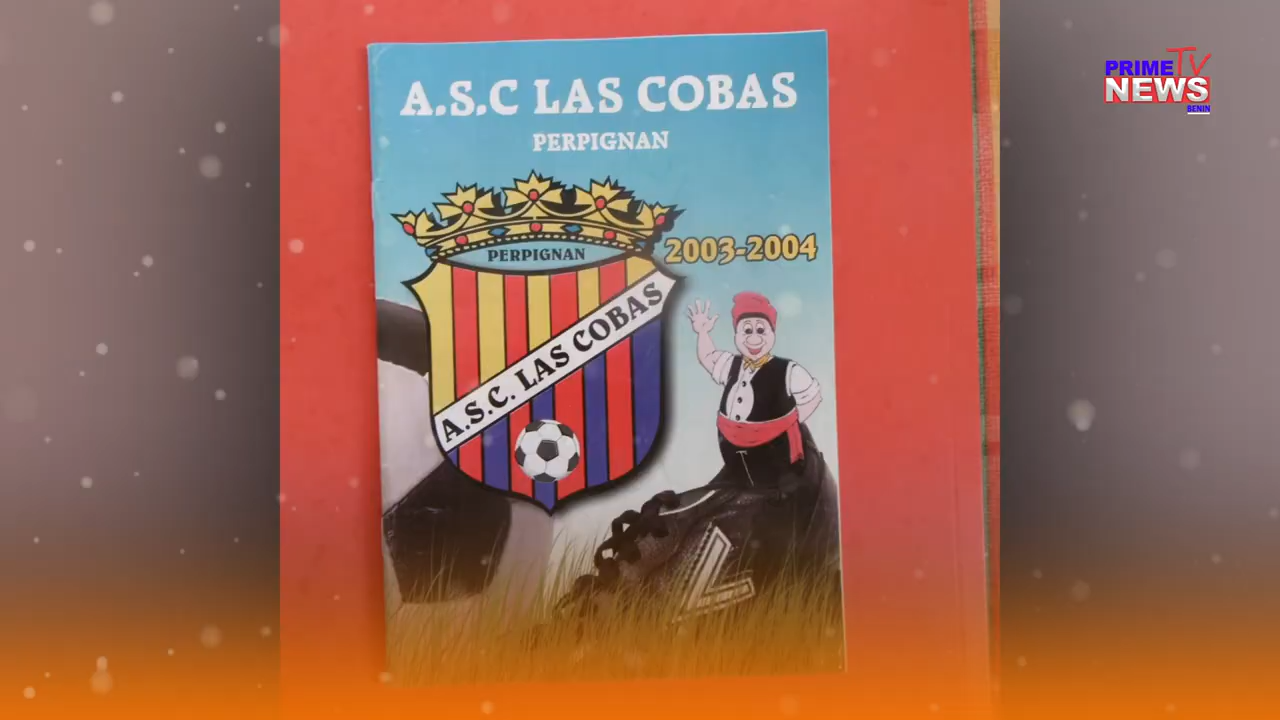 A.S.C LAS COBAS
PERPIGNAN
PERPIGNAN
2003-2004
A.S.C. LAS COBAS
PRIME TV
NEWS
BENIN